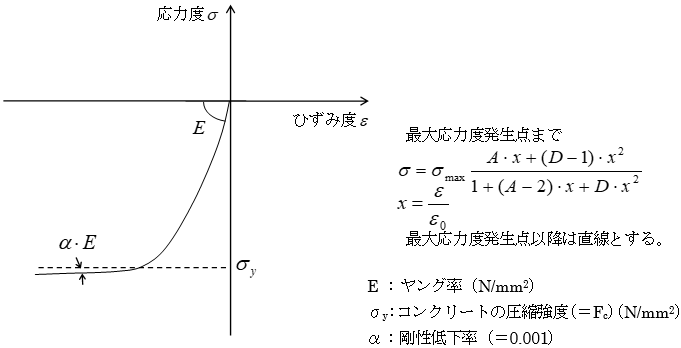 応力度σ
ひずみ度ε
E
α·E
σy
最大応力度発生点まで
σ = σmax (A·x + (D−1)·x²) / (1 + (A−2)·x + D·x²)
x = ε / ε₀
最大応力度発生点以降は直線とする。
E ：ヤング率（N/mm²）
σy：コンクリートの圧縮強度（＝Fc）（N/mm²）
α ：剛性低下率（＝0.001）